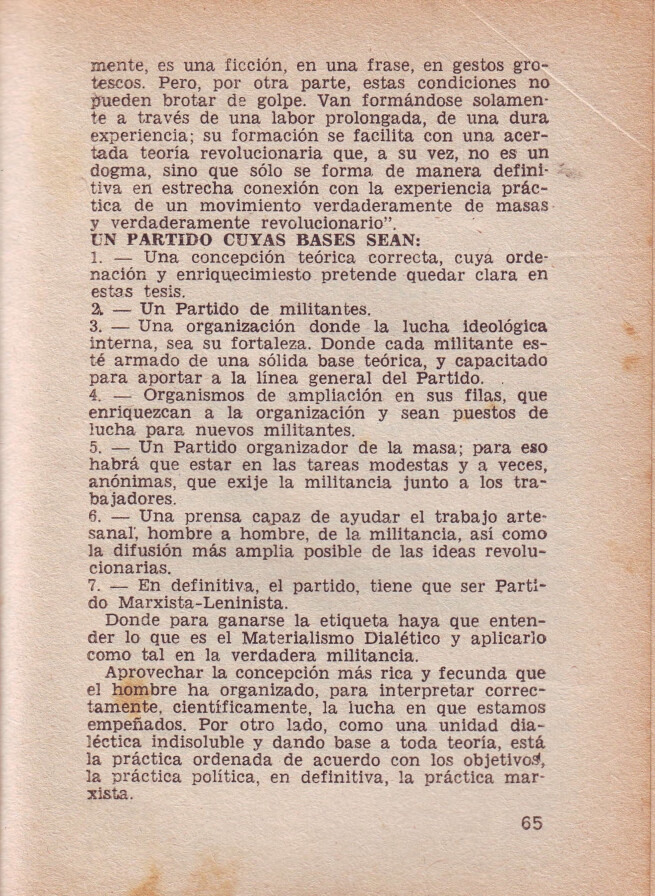 mente, es una ficción, en una frase, en gestos gro-
tescos. Pero, por otra parte, estas condiciones no
pueden brotar de golpe. Van formándose solamen-
te a través de una labor prolongada, de una dura
experiencia; su formación se facilita con una acer-
tada teoría revolucionaria que, a su vez, no es un
dogma, sino que sólo se forma de manera defini-
tiva en estrecha conexión con la experiencia prác-
tica de un movimiento verdaderamente de masas
y verdaderamente revolucionario".
UN PARTIDO CUYAS BASES SEAN:
1. — Una concepción teórica correcta, cuya orde-
nación y enriquecimiesto pretende quedar clara en
estas tesis.
2. — Un Partido de militantes.
3. — Una organización donde la lucha ideológica
interna, sea su fortaleza. Donde cada militante es-
té armado de una sólida base teórica, y capacitado
para aportar a la línea general del Partido.
4. — Organismos de ampliación en sus filas, que
enriquezcan a la organización y sean puestos de
lucha para nuevos militantes.
5. — Un Partido organizador de la masa; para eso
habrá que estar en las tareas modestas y a veces,
anónimas, que exije la militancia junto a los tra-
bajadores.
6. — Una prensa capaz de ayudar el trabajo arte-
sanal, hombre a hombre, de la militancia, así como
la difusión más amplia posible de las ideas revolu-
cionarias.
7. — En definitiva, el partido, tiene que ser Parti-
do Marxista-Leninista.
Donde para ganarse la etiqueta haya que enten-
der lo que es el Materialismo Dialético y aplicarlo
como tal en la verdadera militancia.
Aprovechar la concepción más rica y fecunda que
el hombre ha organizado, para interpretar correc-
tamente, científicamente, la lucha en que estamos
empeñados. Por otro lado, como una unidad dia-
léctica indisoluble y dando base a toda teoría, está
la práctica ordenada de acuerdo con los objetivos,
la práctica política, en definitiva, la práctica mar-
xista.
65